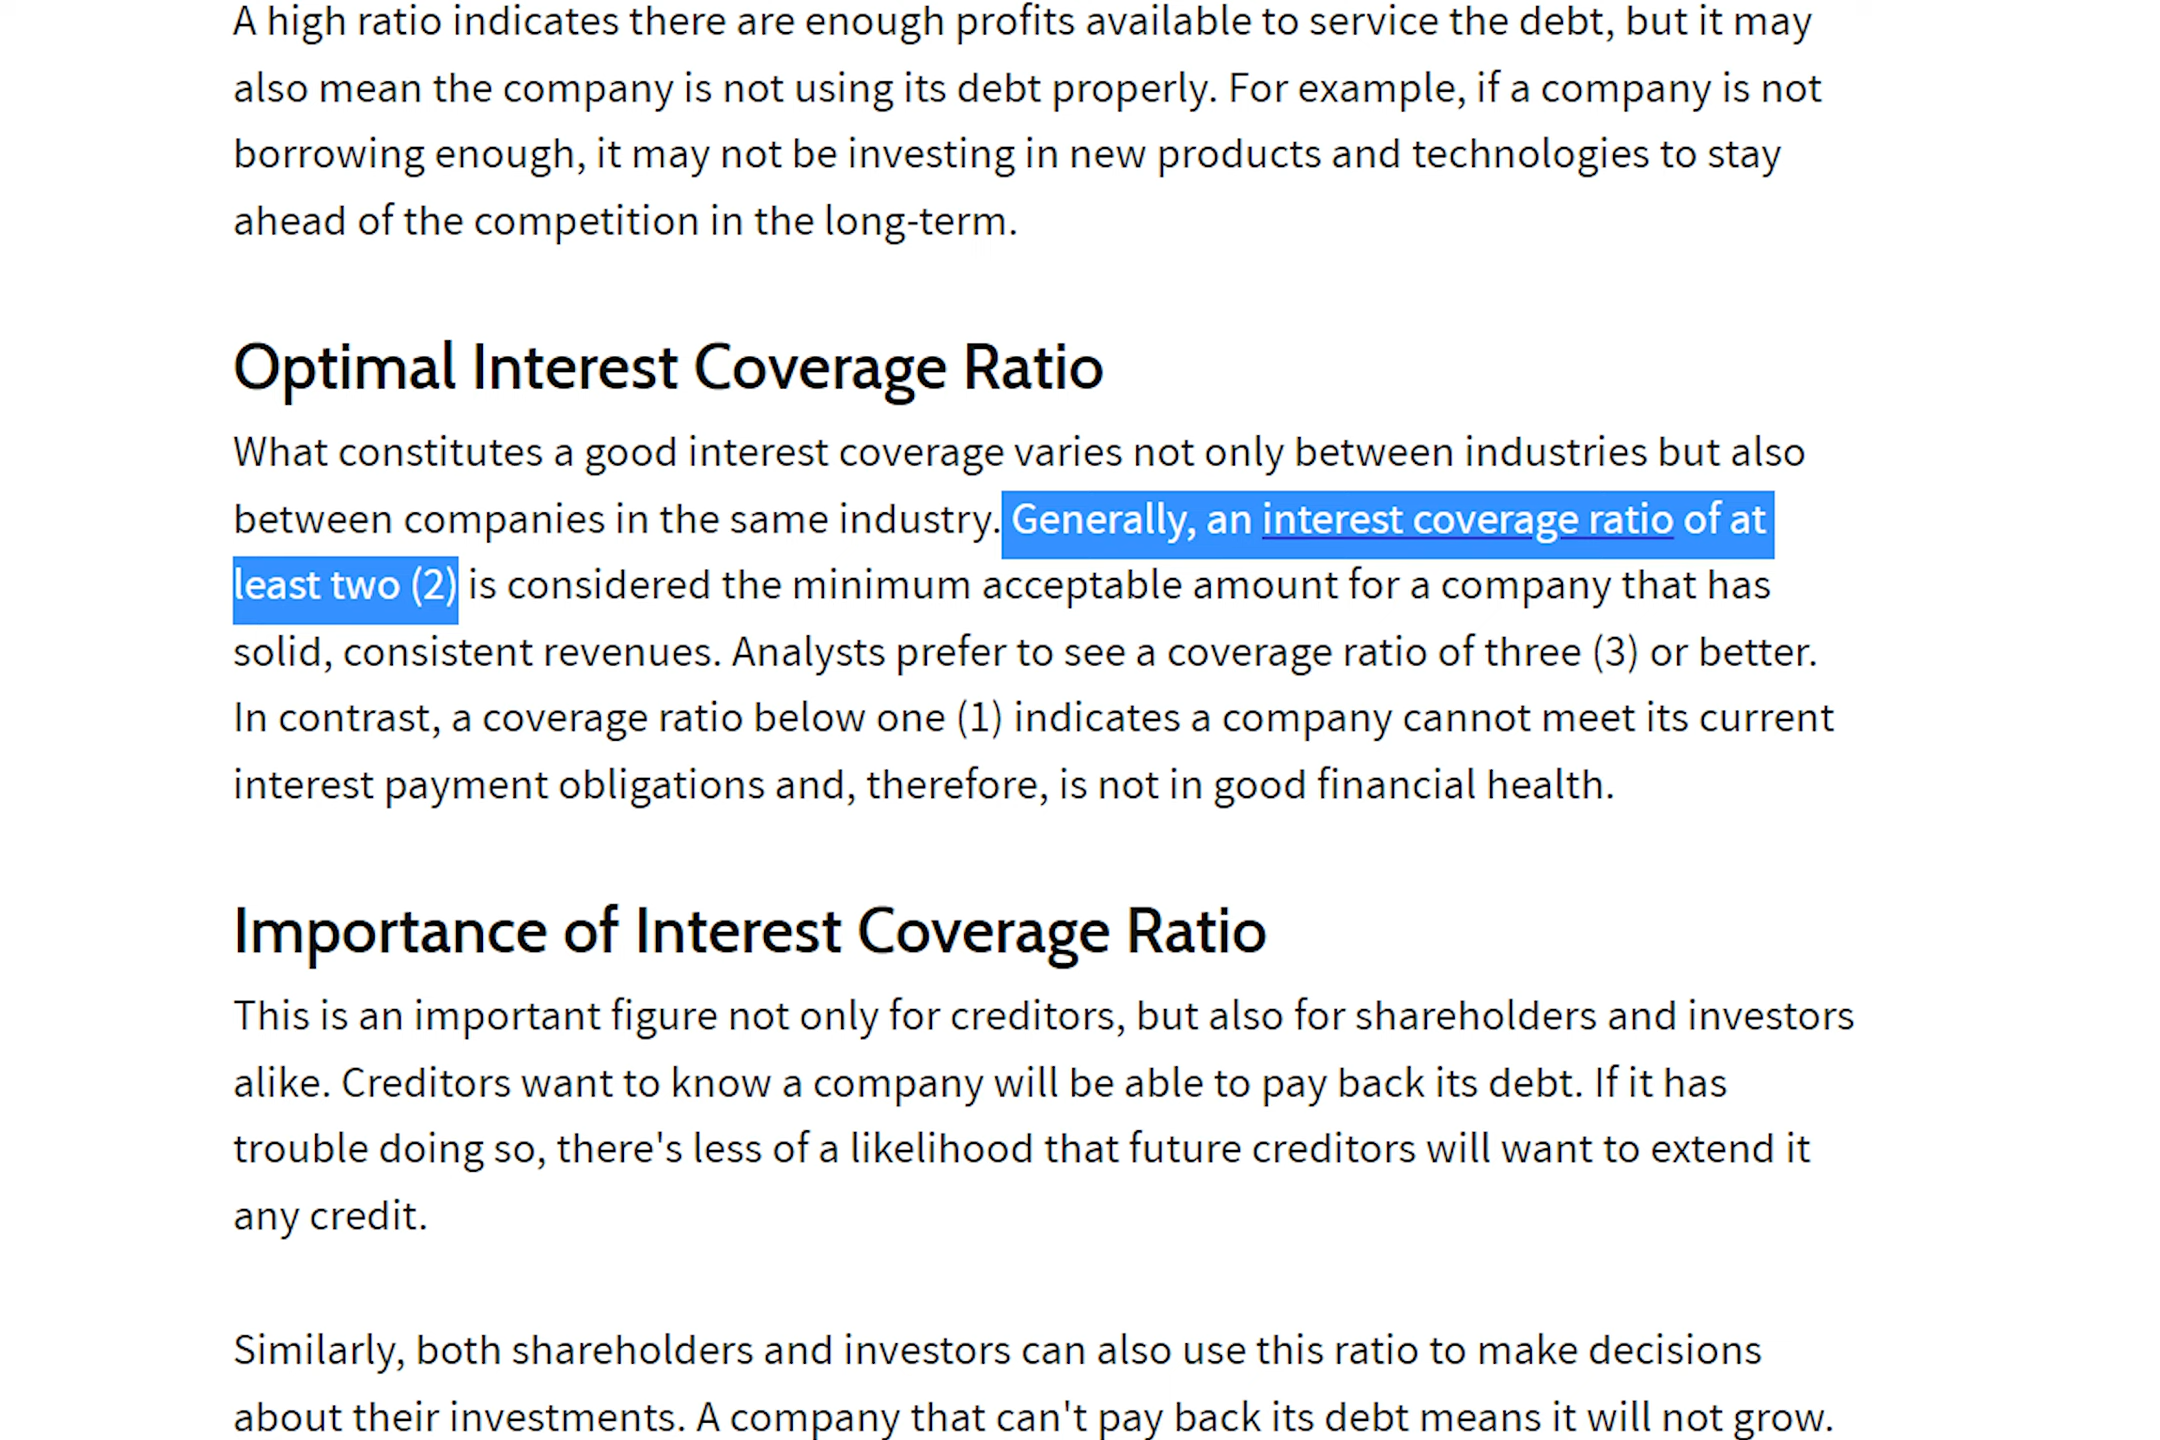 A high ratio indicates there are enough profits available to service the debt, but it may
also mean the company is not using its debt properly. For example, if a company is not
borrowing enough, it may not be investing in new products and technologies to stay
ahead of the competition in the long-term.
Optimal Interest Coverage Ratio
What constitutes a good interest coverage varies not only between industries but also
between companies in the same industry. Generally, an interest coverage ratio of at
least two (2) is considered the minimum acceptable amount for a company that has
solid, consistent revenues. Analysts prefer to see a coverage ratio of three (3) or better.
In contrast, a coverage ratio below one (1) indicates a company cannot meet its current
interest payment obligations and, therefore, is not in good financial health.
Importance of Interest Coverage Ratio
This is an important figure not only for creditors, but also for shareholders and investors
alike. Creditors want to know a company will be able to pay back its debt. If it has
trouble doing so, there's less of a likelihood that future creditors will want to extend it
any credit.
Similarly, both shareholders and investors can also use this ratio to make decisions
about their investments. A company that can't pay back its debt means it will not grow.